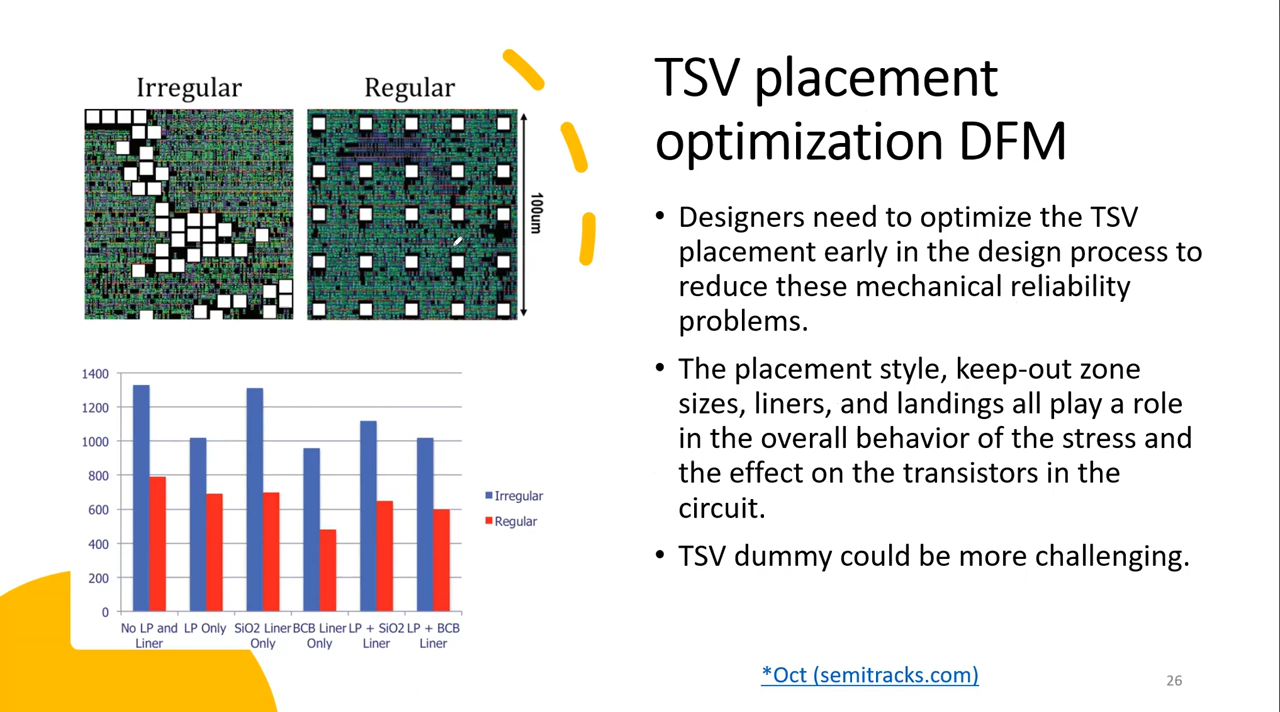 Irregular
Regular
100um
TSV placement
optimization DFM
• Designers need to optimize the TSV
placement early in the design process to
reduce these mechanical reliability
problems.
• The placement style, keep-out zone
sizes, liners, and landings all play a role
in the overall behavior of the stress and
the effect on the transistors in the
circuit.
• TSV dummy could be more challenging.
1400
1200
1000
800
600
400
200
0
Irregular
Regular
No LP and Liner
LP Only
SiO2 Liner Only
BCB Liner Only
LP + SiO2 Liner
LP + BCB Liner
*Oct (semitracks.com)
26